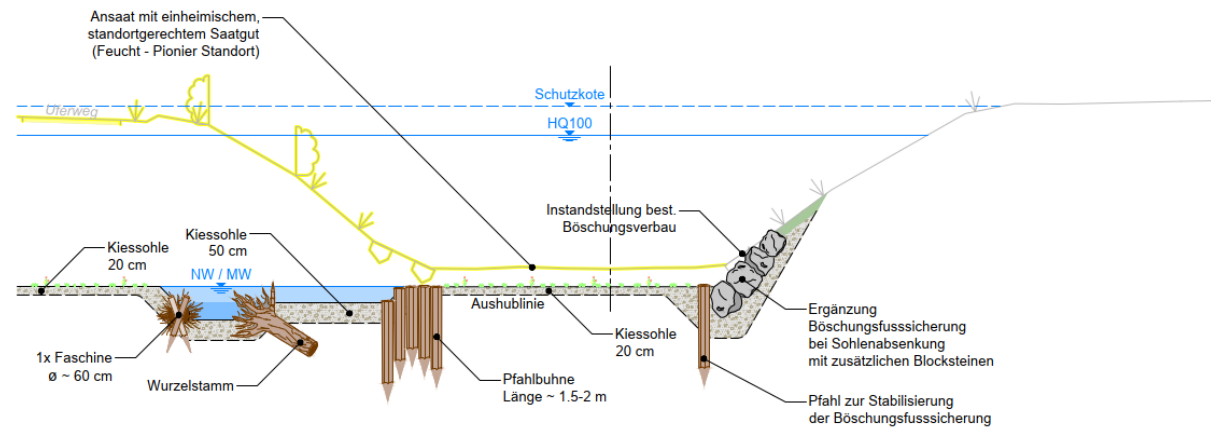 Ansaat mit einheimischem,
standortgerechtem Saatgut
(Feucht - Pionier Standort)
Uferweg
Schutzkote
HQ100
Instandstellung best.
Böschungsverbau
Kiessohle
20 cm
Kiessohle
50 cm
NW / MW
Aushublinie
1x Faschine
ø ~ 60 cm
Wurzelstamm
Pfahlbuhne
Länge ~ 1.5-2 m
Kiessohle
20 cm
Ergänzung
Böschungsfusssicherung
bei Sohlenabsenkung
mit zusätzlichen Blocksteinen
Pfahl zur Stabilisierung
der Böschungsfusssicherung